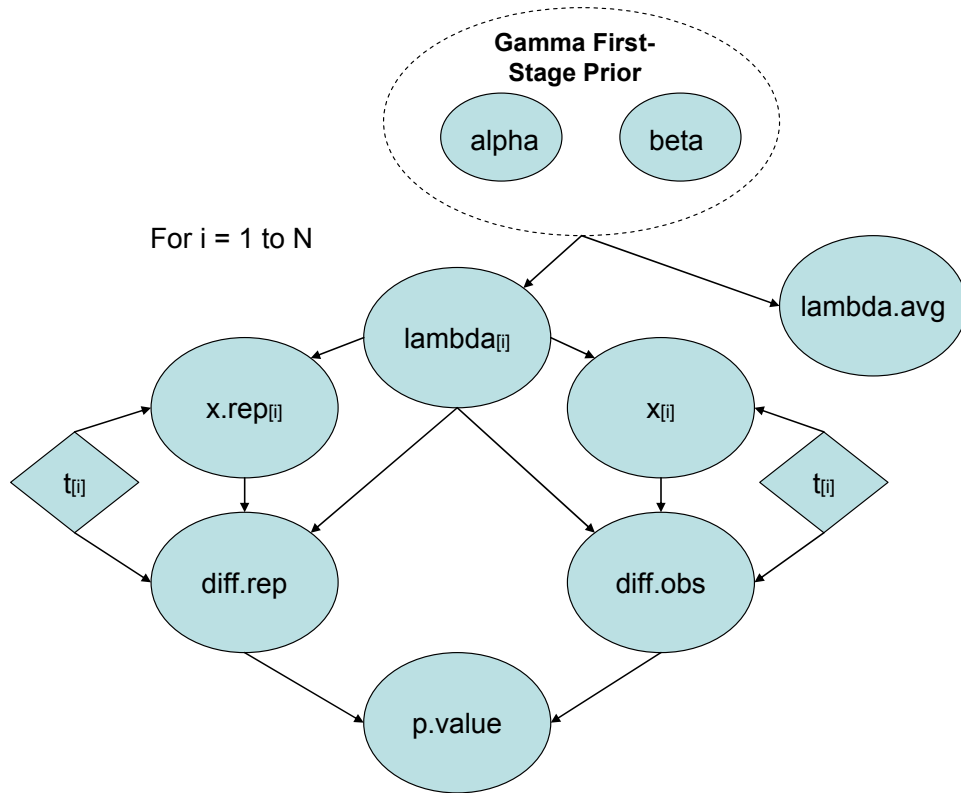 Gamma First-
Stage Prior
alpha
beta
For i = 1 to N
lambda.avg
lambda[i]
x.rep[i]
x[i]
t[i]
t[i]
diff.rep
diff.obs
p.value